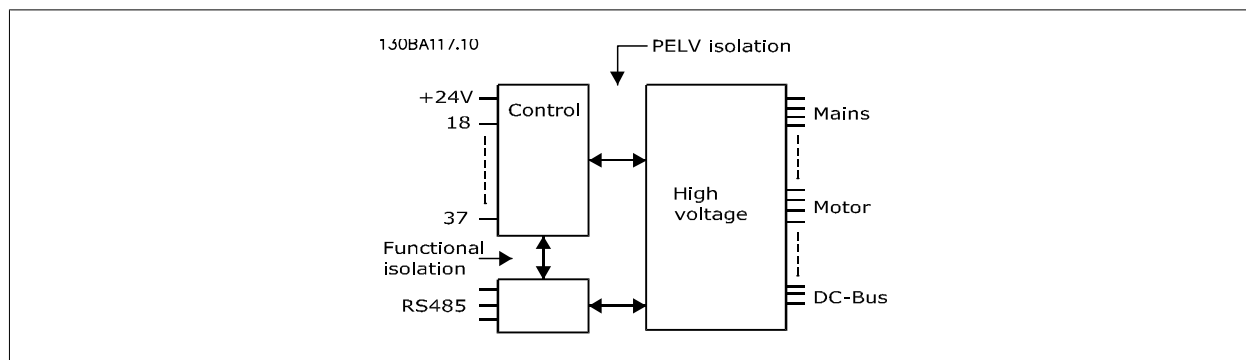 130BA117.10
PELV isolation
+24V
Control
18
Mains
High
voltage
Motor
37
Functional
isolation
RS485
DC-Bus